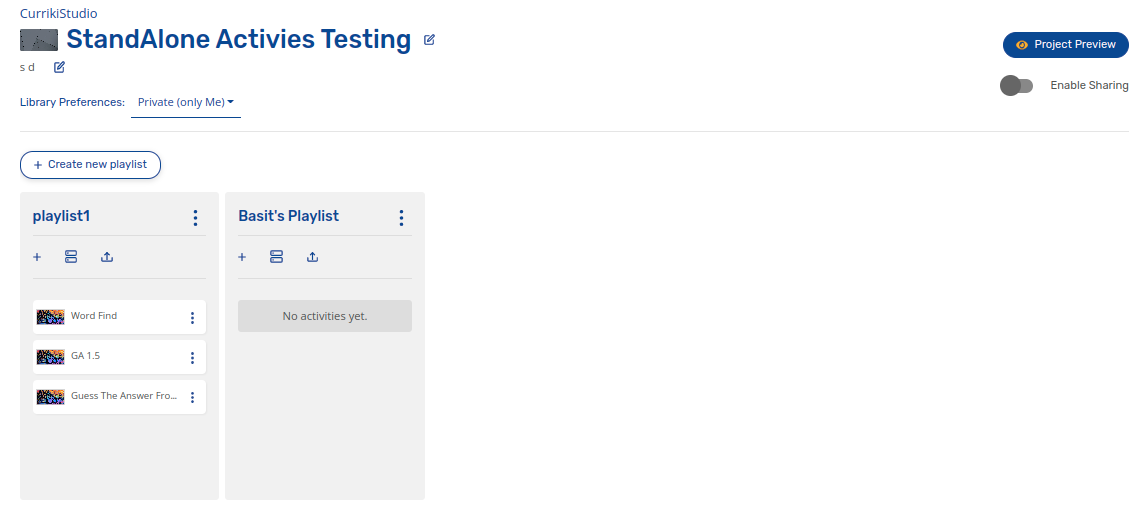 CurrikiStudio
StandAlone Activies Testing
Project Preview
s d
Enable Sharing
Library Preferences: Private (only Me)
+ Create new playlist
playlist1
Basit's Playlist
Word Find
No activities yet.
GA 1.5
Guess The Answer Fro...